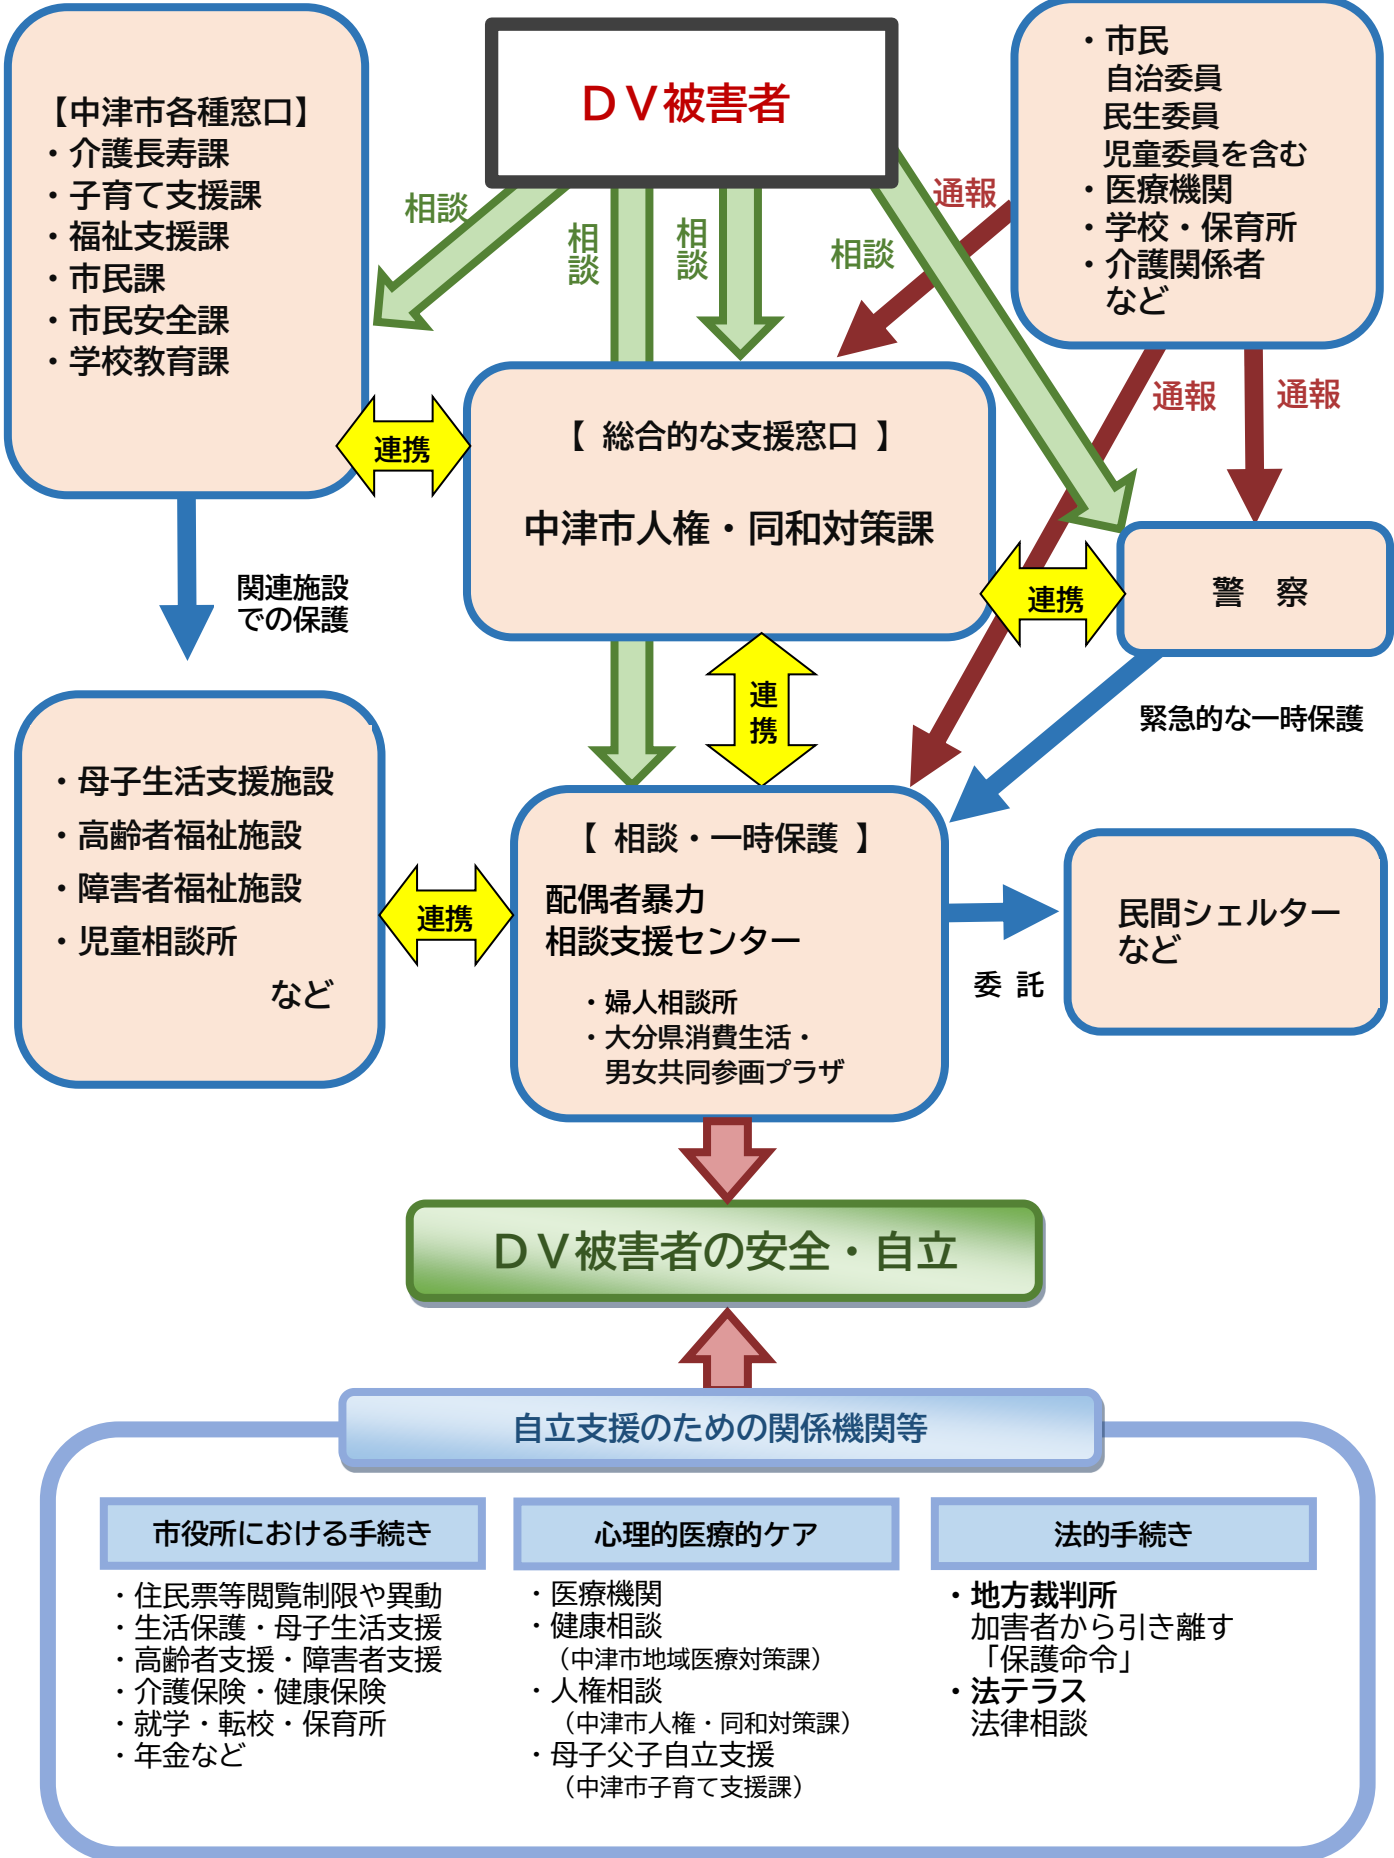 ＤＶ被害者
【中津市各種窓口】
・介護長寿課
・子育て支援課
・福祉支援課
・市民課
・市民安全課
・学校教育課
・市民
自治委員
民生委員
児童委員を含む
・医療機関
・学校・保育所
・介護関係者
など
相談
相談
相談
相談
通報
通報
通報
【 総合的な支援窓口 】
中津市人権・同和対策課
連携
連携
警　察
関連施設
での保護
連携
緊急的な一時保護
・母子生活支援施設
・高齢者福祉施設
・障害者福祉施設
・児童相談所
など
連携
【 相談・一時保護 】
配偶者暴力
相談支援センター
・婦人相談所
・大分県消費生活・
男女共同参画プラザ
委 託
民間シェルター
など
ＤＶ被害者の安全・自立
自立支援のための関係機関等
市役所における手続き
・住民票等閲覧制限や異動
・生活保護・母子生活支援
・高齢者支援・障害者支援
・介護保険・健康保険
・就学・転校・保育所
・年金など
心理的医療的ケア
・医療機関
・健康相談
（中津市地域医療対策課）
・人権相談
（中津市人権・同和対策課）
・母子父子自立支援
（中津市子育て支援課）
法的手続き
・地方裁判所
加害者から引き離す
「保護命令」
・法テラス
法律相談